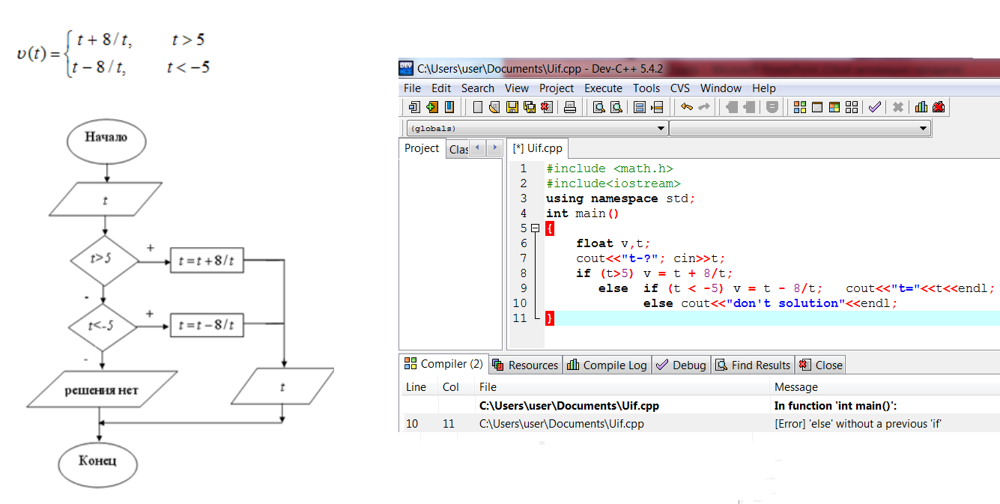 υ(t) = { t + 8/t, t > 5
t − 8/t, t < −5
Начало
t
t>5
+
t=t+8/t
-
t<-5
+
t=t−8/t
-
решения нет
t
Конец
C:\Users\user\Documents\Uif.cpp - Dev-C++ 5.4.2
File Edit Search View Project Execute Tools CVS Window Help
(globals)
Project Clas [*] Uif.cpp
1 #include <math.h>
2 #include<iostream>
3 using namespace std;
4 int main()
5 {
6 float v,t;
7 cout<<"t-?"; cin>>t;
8 if (t>5) v = t + 8/t;
9 else if (t < -5) v = t - 8/t; cout<<"t="<<t<<endl;
10 else cout<<"don't solution"<<endl;
11 }
Compiler (2) Resources Compile Log Debug Find Results Close
Line Col File Message
C:\Users\user\Documents\Uif.cpp In function 'int main()':
10 11 C:\Users\user\Documents\Uif.cpp [Error] 'else' without a previous 'if'